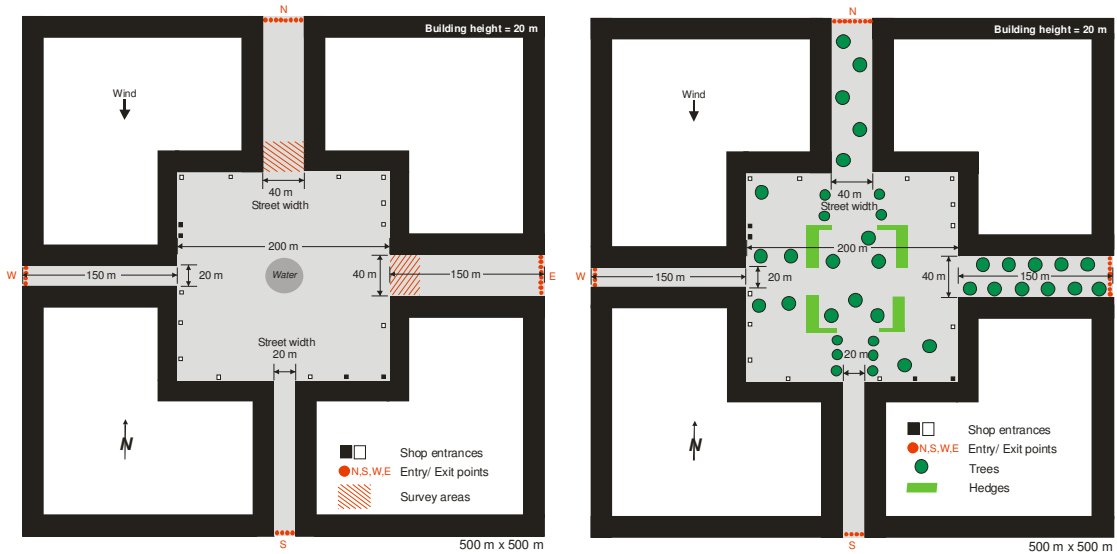 N
Building height = 20 m
Wind
40 m
Street width
200 m
W
150 m
20 m
Water
40 m
150 m
E
Street width
20 m
N
Shop entrances
N,S,W,E Entry/ Exit points
Survey areas
S
500 m x 500 m
N
Building height = 20 m
Wind
40 m
Street width
200 m
W
150 m
20 m
40 m
150 m
E
20 m
N
Shop entrances
N,S,W,E Entry/ Exit points
Trees
Hedges
S
500 m x 500 m